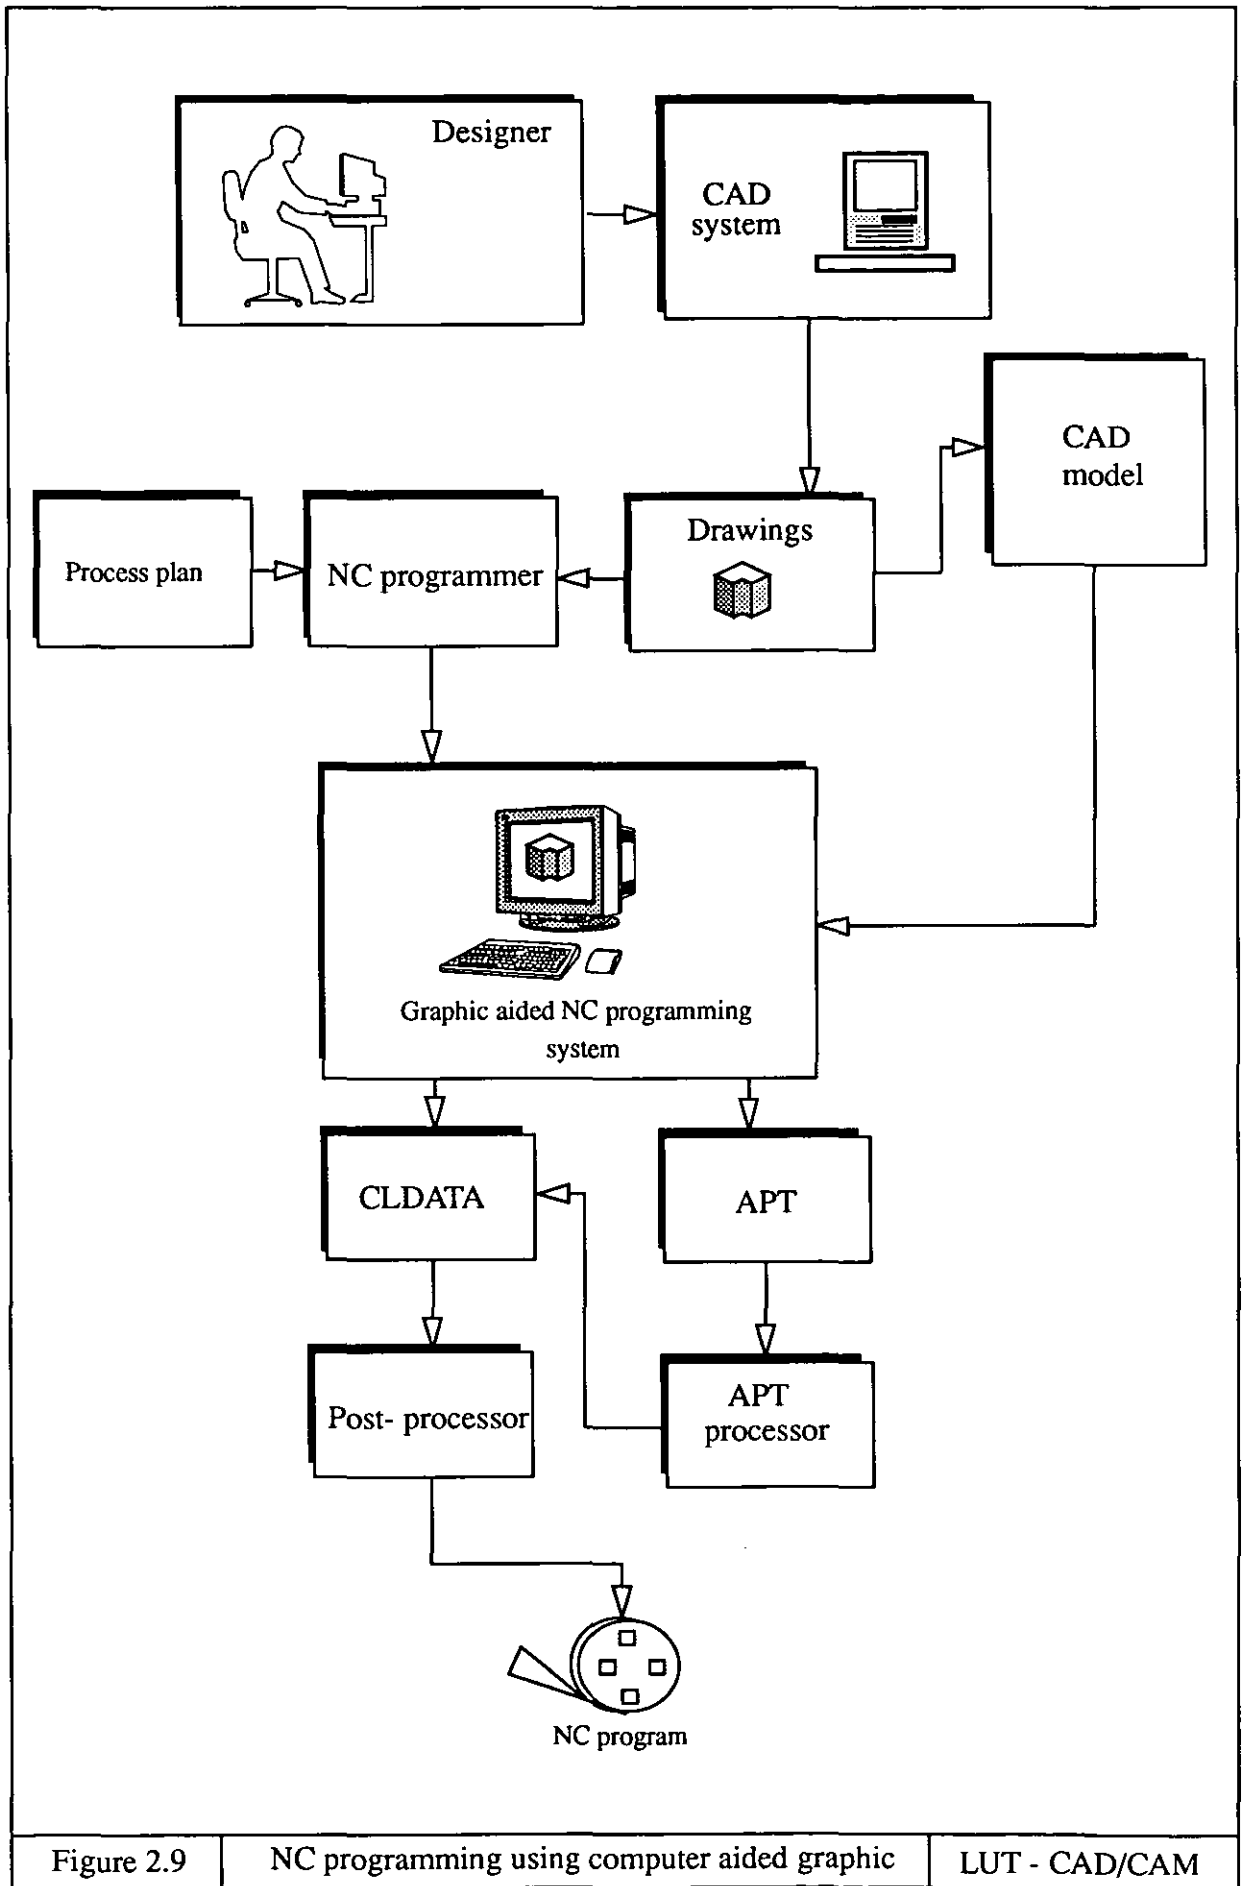 Designer
CAD
system
CAD
model
Drawings
Process plan
NC programmer
Graphic aided NC programming
system
CLDATA
APT
Post- processor
APT
processor
NC program
Figure 2.9
NC programming using computer aided graphic
LUT - CAD/CAM